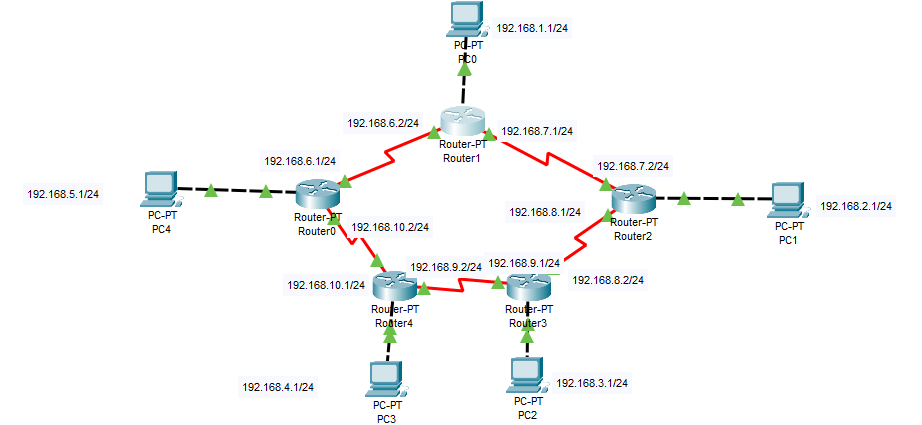 192.168.1.1/24
PC-PT
PC0
192.168.6.2/24
192.168.7.1/24
Router-PT
Router1
192.168.6.1/24
192.168.7.2/24
192.168.5.1/24
PC-PT
PC4
Router-PT
Router0
192.168.10.2/24
192.168.8.1/24
Router-PT
Router2
192.168.2.1/24
PC-PT
PC1
192.168.9.2/24
192.168.9.1/24
192.168.10.1/24
192.168.8.2/24
Router-PT
Router4
Router-PT
Router3
192.168.4.1/24
PC-PT
PC3
192.168.3.1/24
PC-PT
PC2